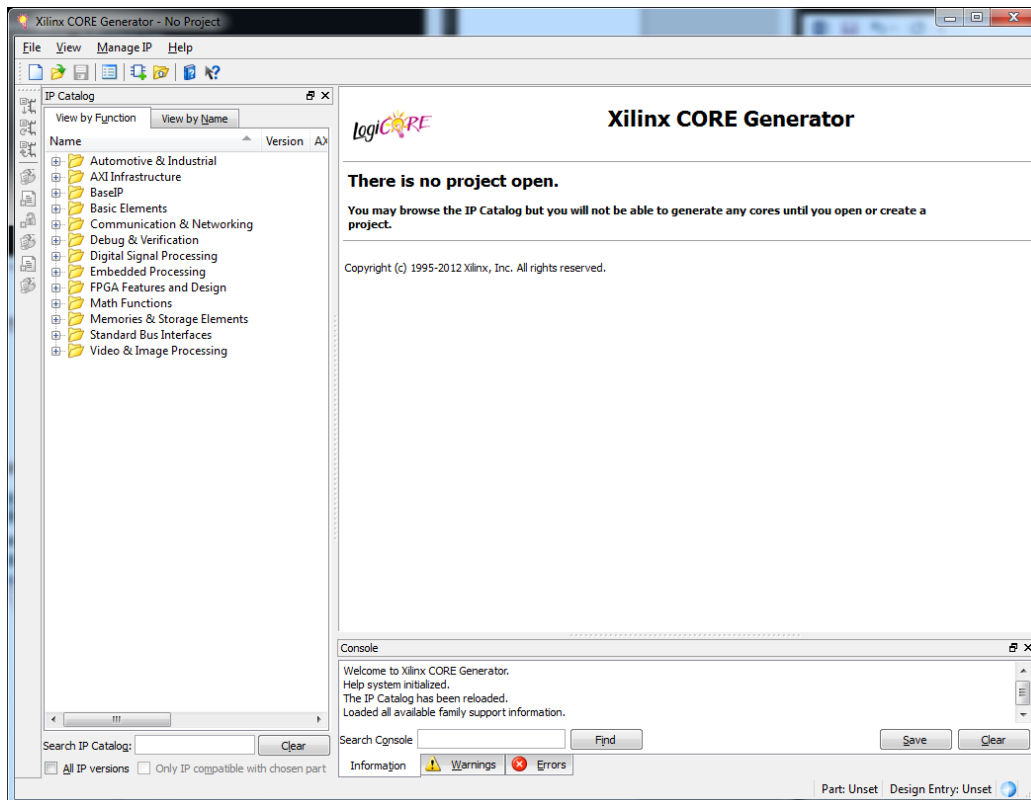 Xilinx CORE Generator - No Project
File View Manage IP Help
IP Catalog
View by Function View by Name
Name Version AX
Automotive & Industrial
AXI Infrastructure
BaseIP
Basic Elements
Communication & Networking
Debug & Verification
Digital Signal Processing
Embedded Processing
FPGA Features and Design
Math Functions
Memories & Storage Elements
Standard Bus Interfaces
Video & Image Processing
Search IP Catalog: Clear
All IP versions Only IP compatible with chosen part
LogiCORE
Xilinx CORE Generator
There is no project open.
You may browse the IP Catalog but you will not be able to generate any cores until you open or create a
project.
Copyright (c) 1995-2012 Xilinx, Inc. All rights reserved.
Console
Welcome to Xilinx CORE Generator.
Help system initialized.
The IP Catalog has been reloaded.
Loaded all available family support information.
Search Console Find Save Clear
Information Warnings Errors
Part: Unset Design Entry: Unset